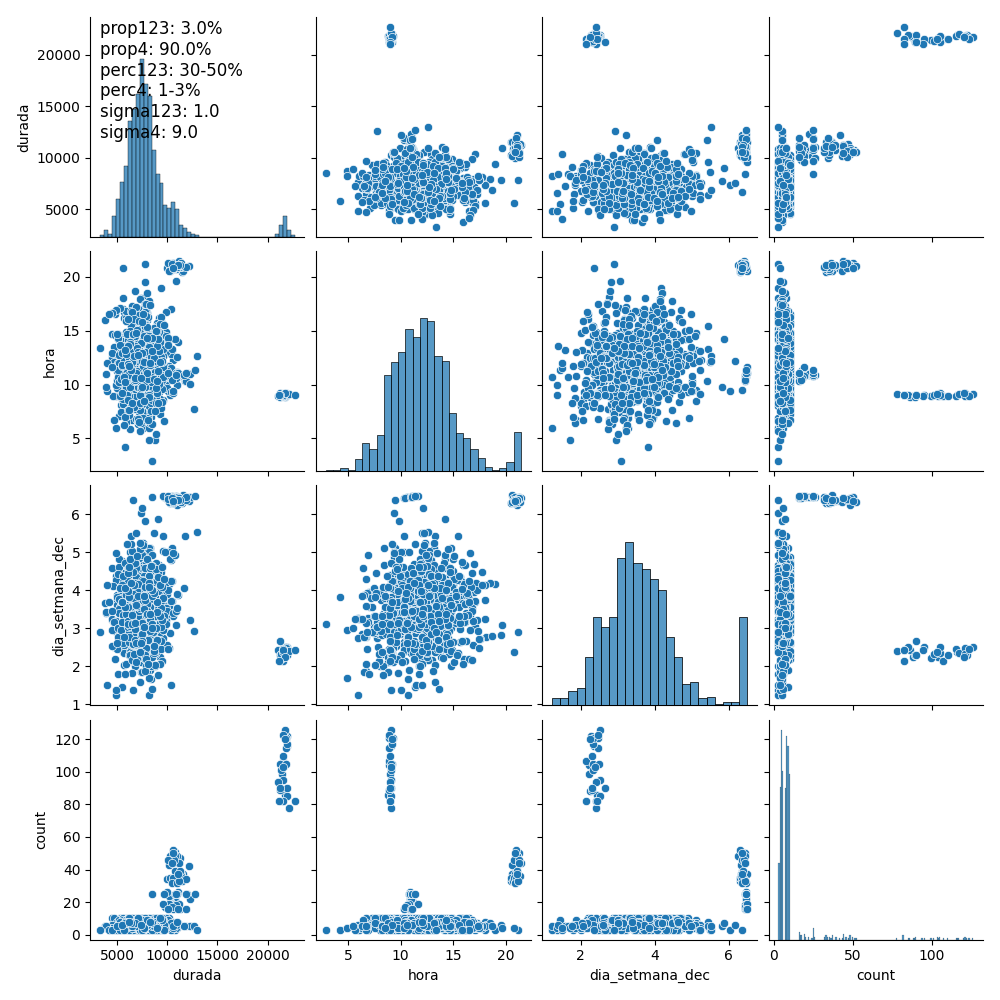 prop123: 3.0%
prop4: 90.0%
perc123: 30-50%
perc4: 1-3%
sigma123: 1.0
sigma4: 9.0
durada
20000
15000
10000
5000
hora
20
15
10
5
dia_setmana_dec
6
5
4
3
2
1
count
120
100
80
60
40
20
0
5000 10000 15000 20000
durada
5 10 15 20
hora
2 4 6
dia_setmana_dec
0 50 100
count